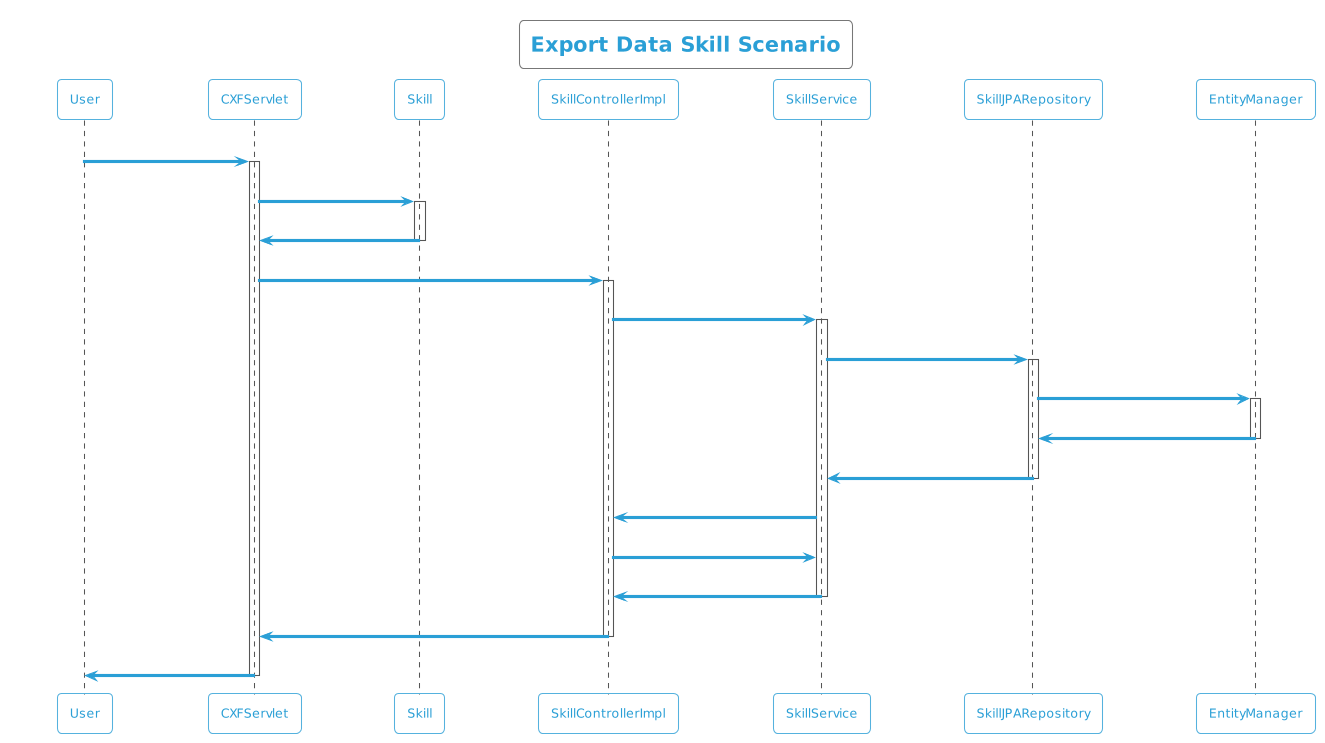 Export Data Skill Scenario
User CXFServlet Skill SkillControllerImpl SkillService SkillJPARepository EntityManager
User CXFServlet Skill SkillControllerImpl SkillService SkillJPARepository EntityManager